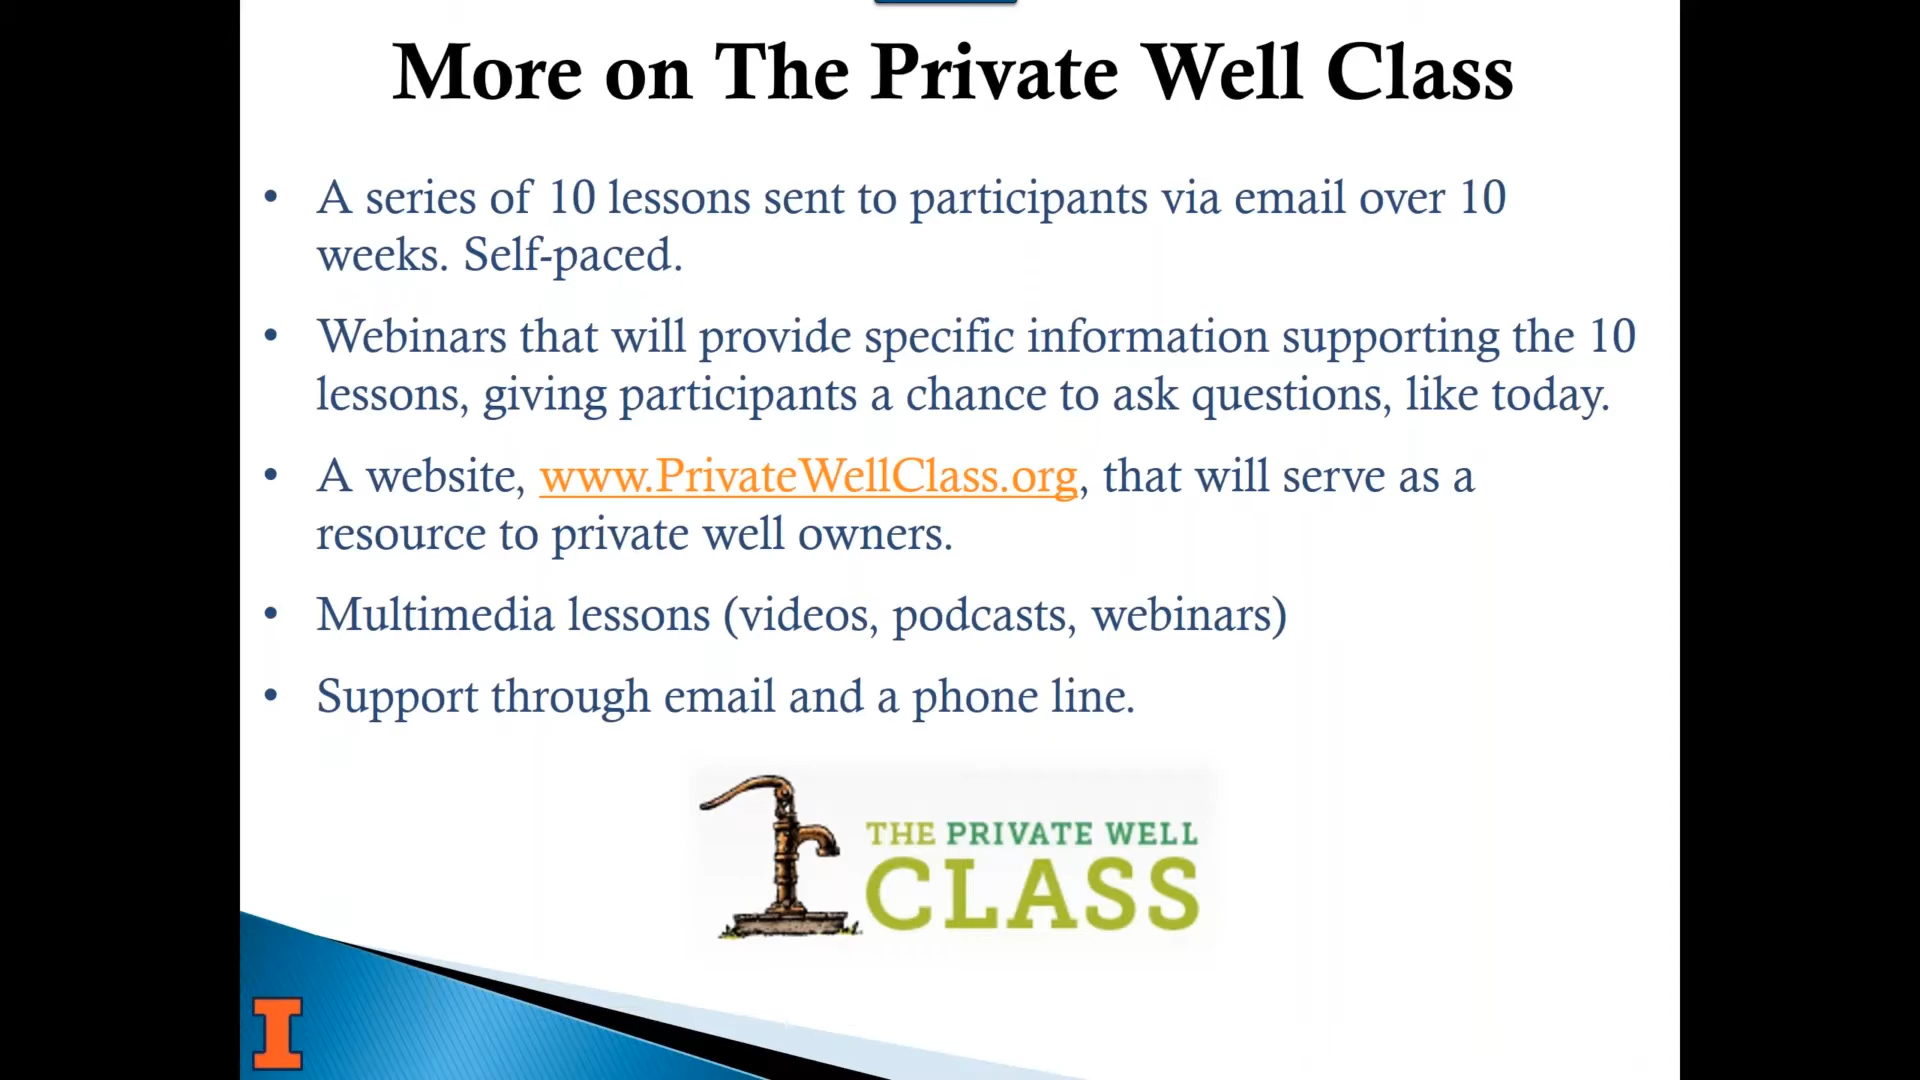 More on The Private Well Class
• A series of 10 lessons sent to participants via email over 10
weeks. Self-paced.
• Webinars that will provide specific information supporting the 10
lessons, giving participants a chance to ask questions, like today.
• A website, www.PrivateWellClass.org, that will serve as a
resource to private well owners.
• Multimedia lessons (videos, podcasts, webinars)
• Support through email and a phone line.
THE PRIVATE WELL
CLASS
I